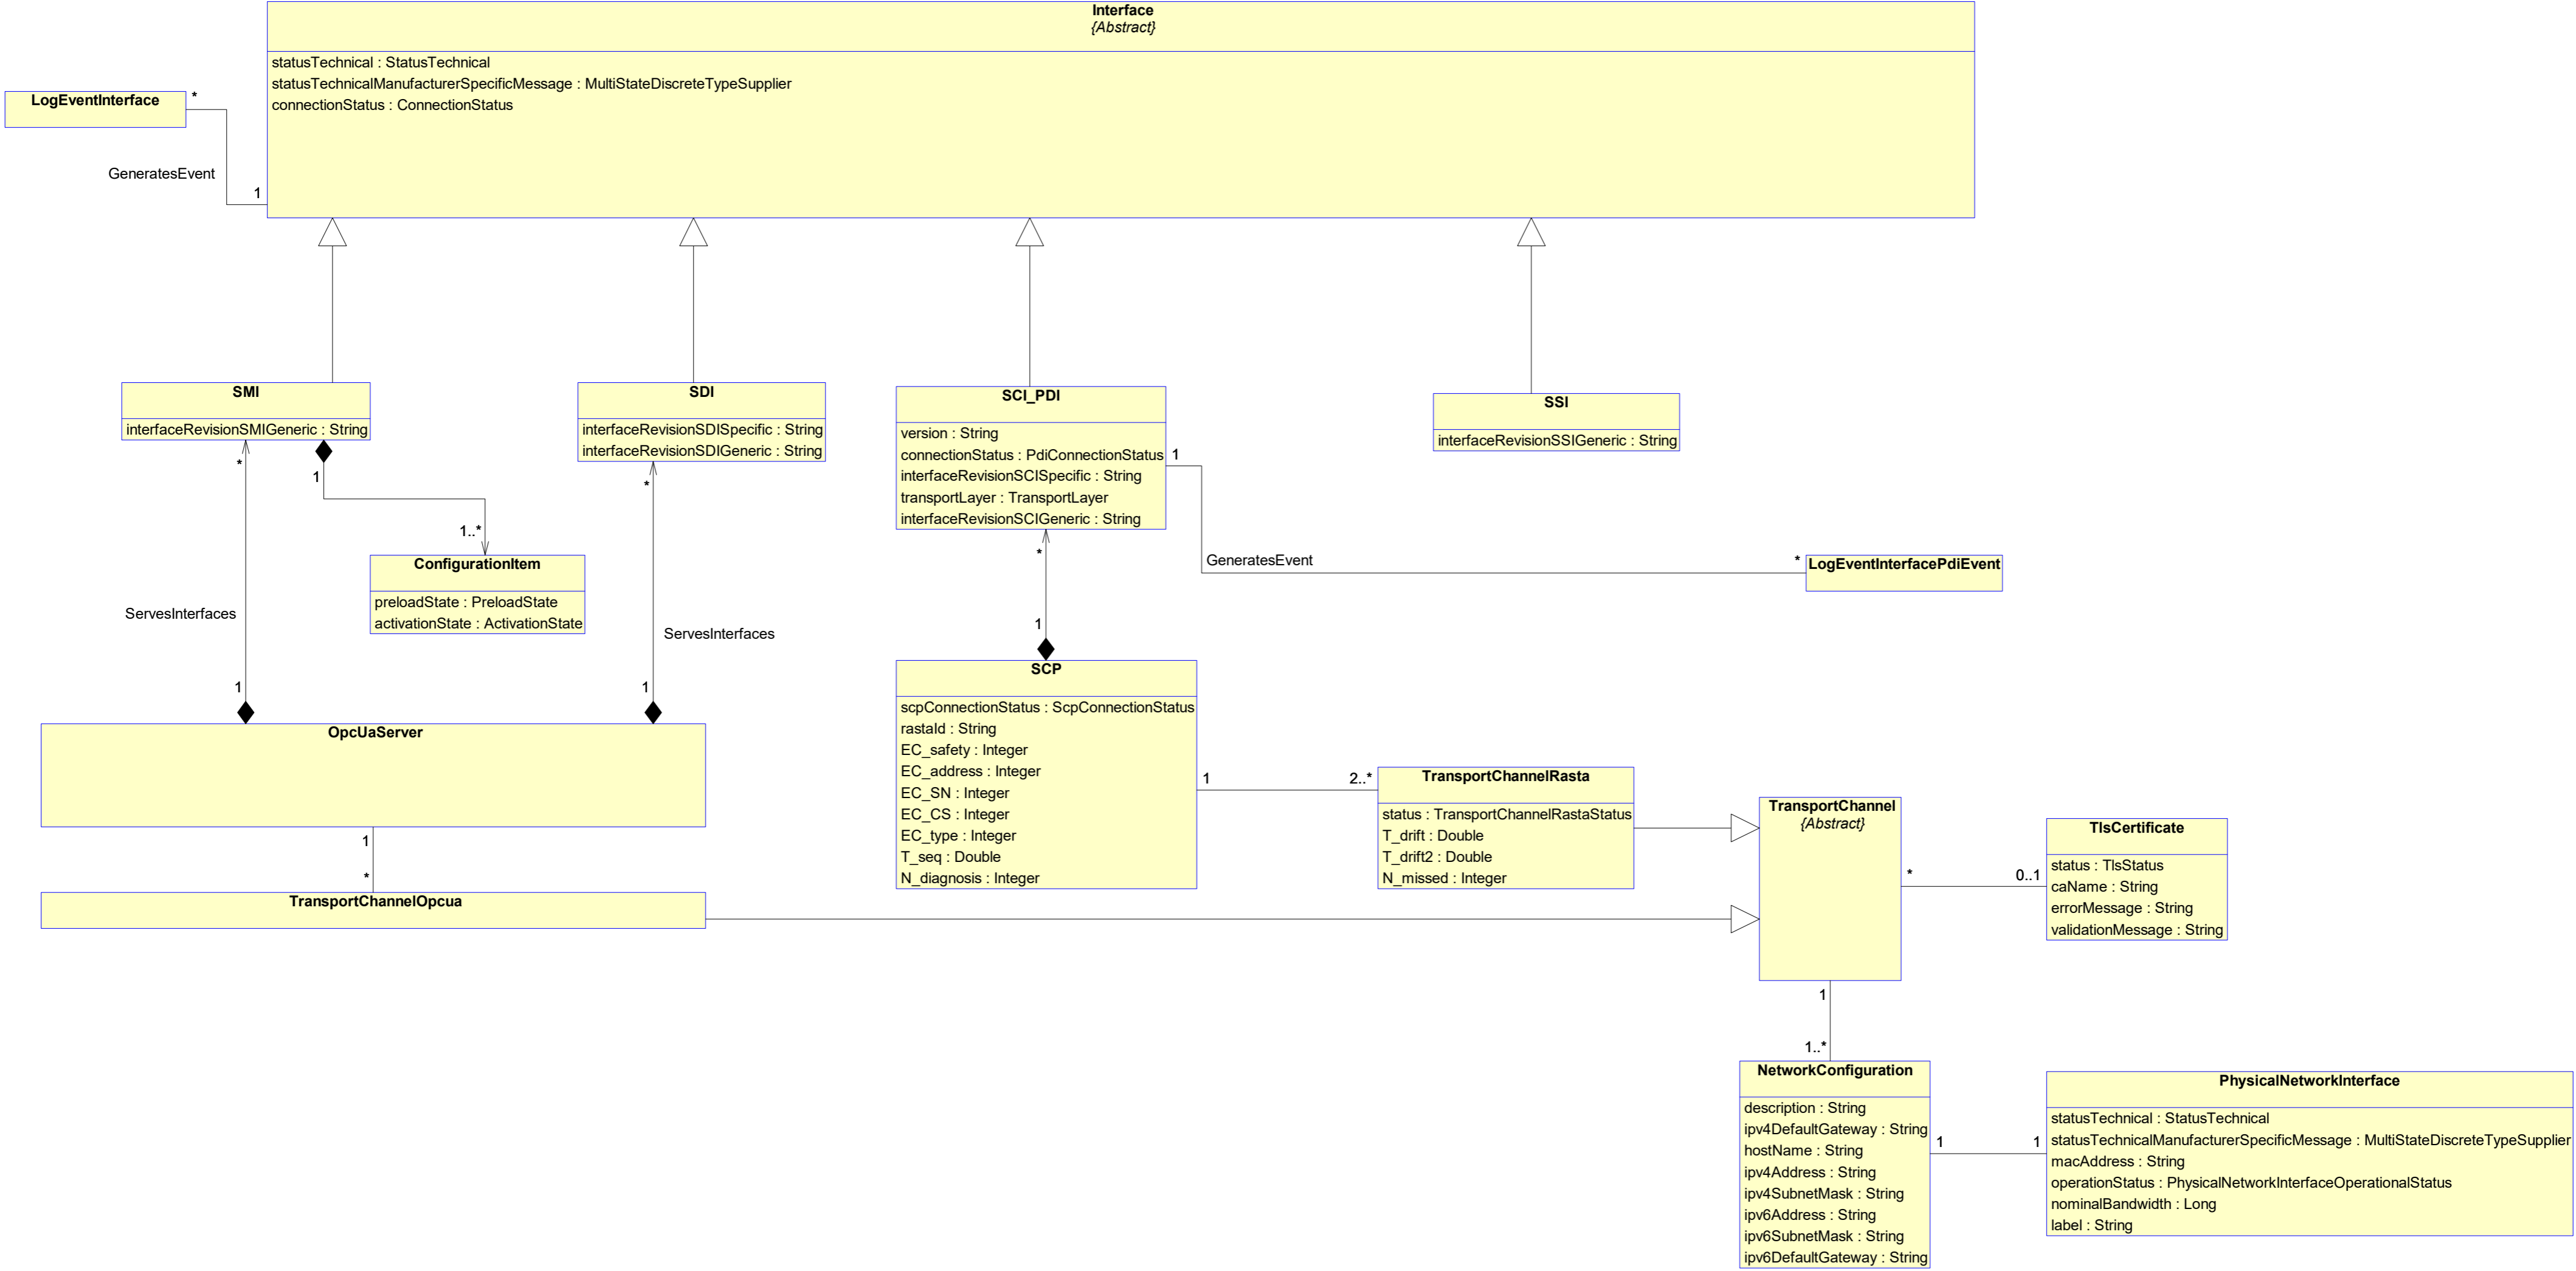 Interface
{Abstract}
statusTechnical : StatusTechnical
statusTechnicalManufacturerSpecificMessage : MultiStateDiscreteTypeSupplier
connectionStatus : ConnectionStatus
LogEventInterface
*
GeneratesEvent
1
SMI
interfaceRevisionSMIGeneric : String
SDI
interfaceRevisionSDISpecific : String
interfaceRevisionSDIGeneric : String
SCI_PDI
version : String
connectionStatus : PdiConnectionStatus
interfaceRevisionSCISpecific : String
transportLayer : TransportLayer
interfaceRevisionSCIGeneric : String
SSI
interfaceRevisionSSIGeneric : String
*
1
1..*
*
1
*
GeneratesEvent
*
LogEventInterfacePdiEvent
ConfigurationItem
preloadState : PreloadState
activationState : ActivationState
ServesInterfaces
ServesInterfaces
1
1
1
SCP
scpConnectionStatus : ScpConnectionStatus
rastaId : String
EC_safety : Integer
EC_address : Integer
EC_SN : Integer
EC_CS : Integer
EC_type : Integer
T_seq : Double
N_diagnosis : Integer
OpcUaServer
1
*
TransportChannelOpcua
1
2..*
TransportChannelRasta
status : TransportChannelRastaStatus
T_drift : Double
T_drift2 : Double
N_missed : Integer
TransportChannel
{Abstract}
*
0..1
TlsCertificate
status : TlsStatus
caName : String
errorMessage : String
validationMessage : String
1
1..*
NetworkConfiguration
description : String
ipv4DefaultGateway : String
hostName : String
ipv4Address : String
ipv4SubnetMask : String
ipv6Address : String
ipv6SubnetMask : String
ipv6DefaultGateway : String
1
1
PhysicalNetworkInterface
statusTechnical : StatusTechnical
statusTechnicalManufacturerSpecificMessage : MultiStateDiscreteTypeSupplier
macAddress : String
operationStatus : PhysicalNetworkInterfaceOperationalStatus
nominalBandwidth : Long
label : String